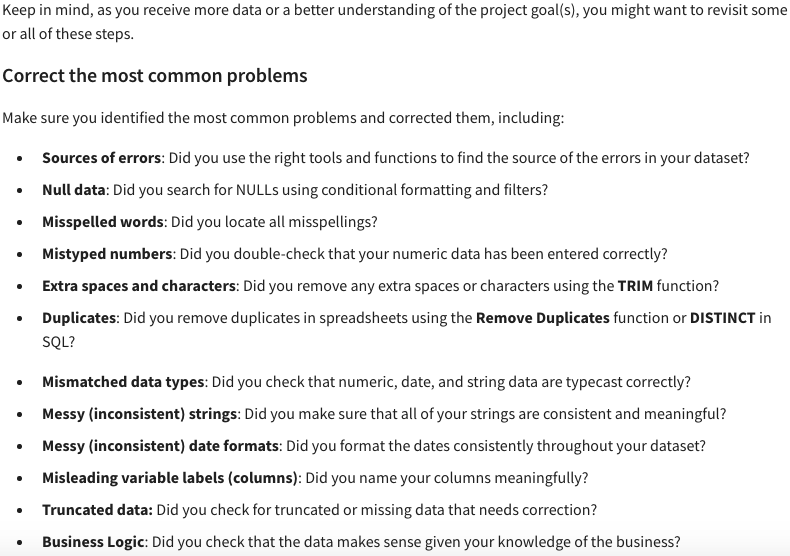 Keep in mind, as you receive more data or a better understanding of the project goal(s), you might want to revisit some
or all of these steps.
Correct the most common problems
Make sure you identified the most common problems and corrected them, including:
• Sources of errors: Did you use the right tools and functions to find the source of the errors in your dataset?
• Null data: Did you search for NULLs using conditional formatting and filters?
• Misspelled words: Did you locate all misspellings?
• Mistyped numbers: Did you double-check that your numeric data has been entered correctly?
• Extra spaces and characters: Did you remove any extra spaces or characters using the TRIM function?
• Duplicates: Did you remove duplicates in spreadsheets using the Remove Duplicates function or DISTINCT in
SQL?
• Mismatched data types: Did you check that numeric, date, and string data are typecast correctly?
• Messy (inconsistent) strings: Did you make sure that all of your strings are consistent and meaningful?
• Messy (inconsistent) date formats: Did you format the dates consistently throughout your dataset?
• Misleading variable labels (columns): Did you name your columns meaningfully?
• Truncated data: Did you check for truncated or missing data that needs correction?
• Business Logic: Did you check that the data makes sense given your knowledge of the business?